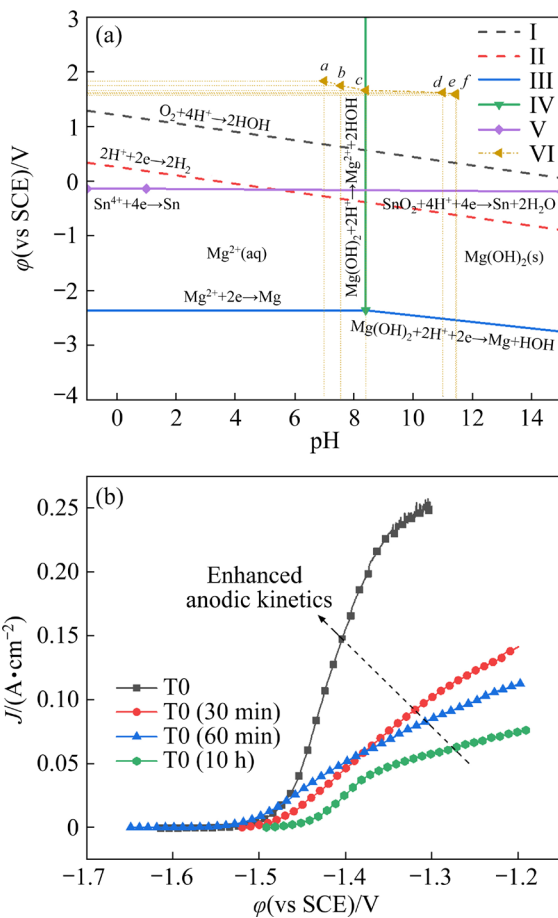 (a)
I
II
III
IV
V
VI
a b c d e f
O₂+4H⁺→2HOH
2H⁺+2e→2H₂
Sn⁴⁺+4e→Sn
SnO₂+4H⁺+4e→Sn+2H₂O
Mg(OH)₂+2H⁺→Mg²⁺+2HOH
Mg²⁺(aq)
Mg(OH)₂(s)
Mg²⁺+2e→Mg
Mg(OH)₂+2H⁺+2e→Mg+HOH
φ(vs SCE)/V
3
2
1
0
−1
−2
−3
−4
0 2 4 6 8 10 12 14
pH
(b)
Enhanced
anodic kinetics
T0
T0 (30 min)
T0 (60 min)
T0 (10 h)
J/(A•cm⁻²)
0.25
0.20
0.15
0.10
0.05
0
−1.7 −1.6 −1.5 −1.4 −1.3 −1.2
φ(vs SCE)/V